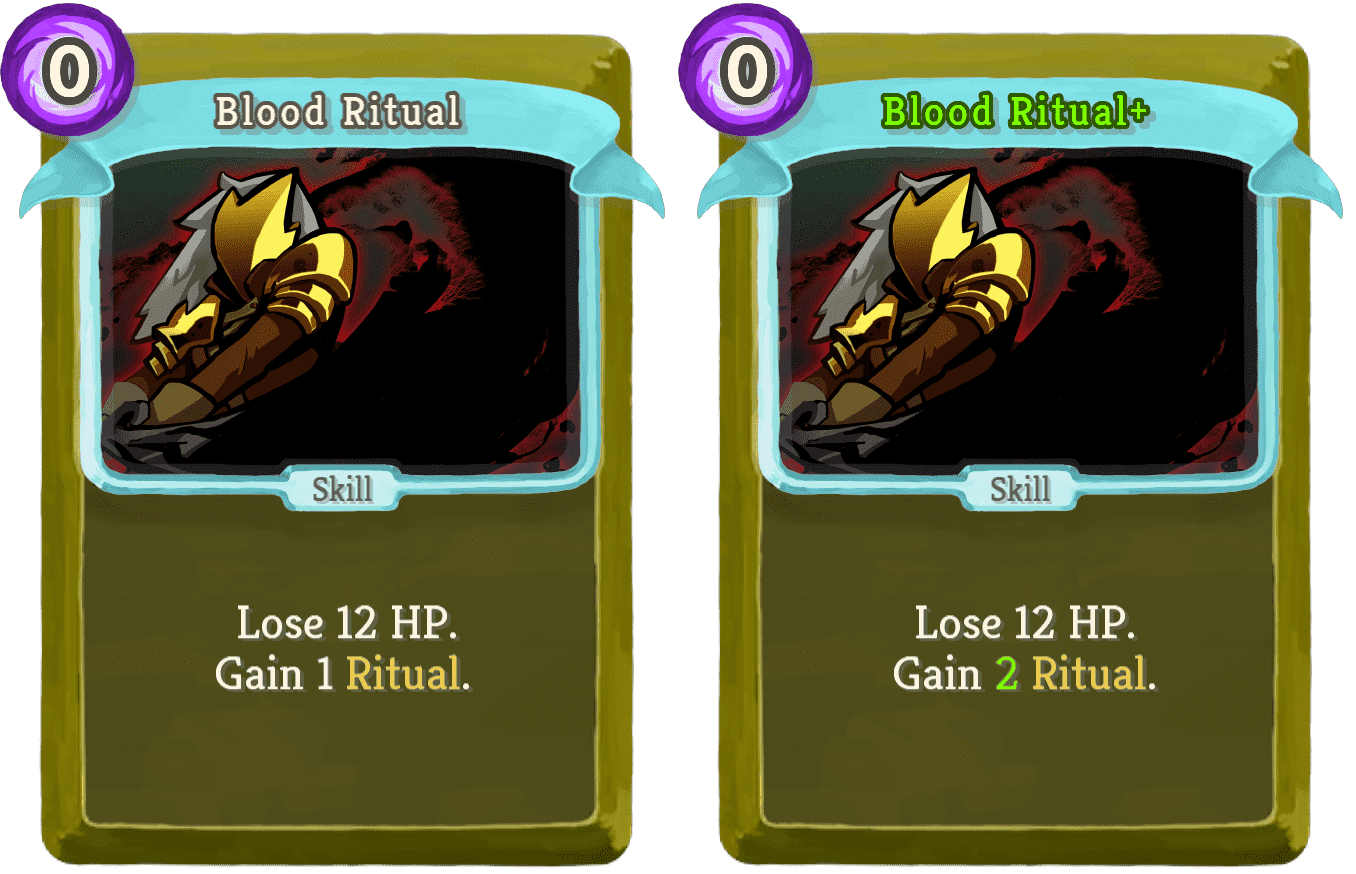 0
Blood Ritual
Skill
Lose 12 HP.
Gain 1 Ritual.
0
Blood Ritual+
Skill
Lose 12 HP.
Gain 2 Ritual.